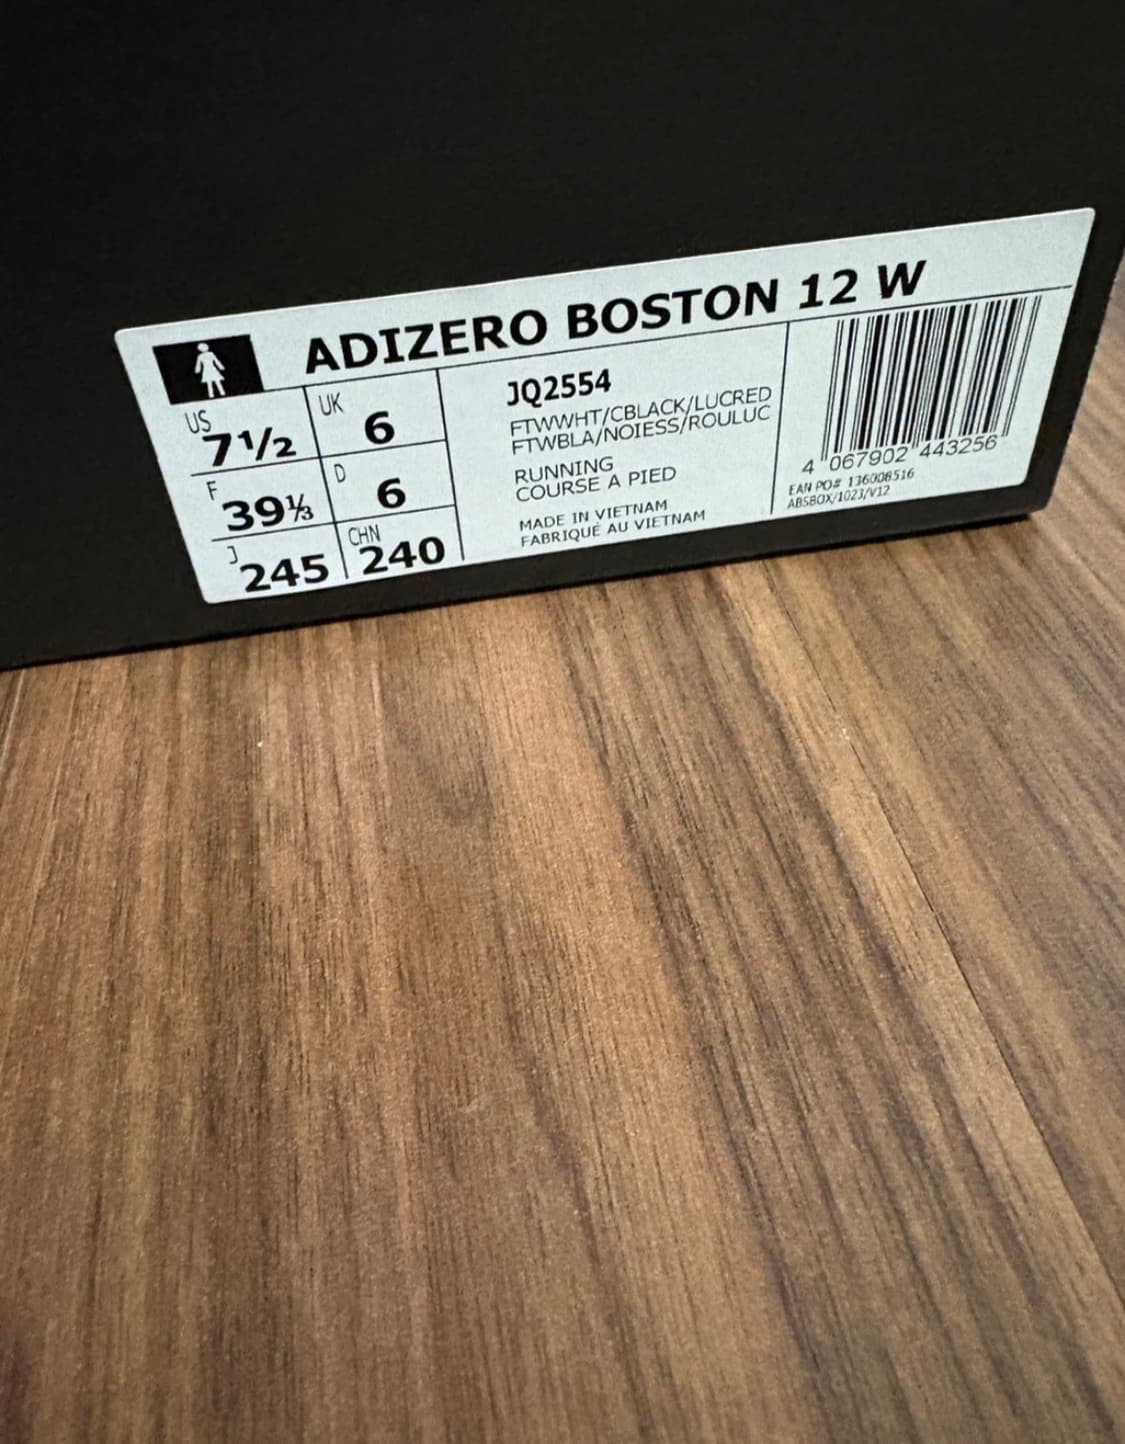 ADIZERO BOSTON 12 W
US 7½
UK 6
F 39⅓
D 6
J 245
CHN 240
JQ2554
FTWWHT/CBLACK/LUCRED
FTWBLA/NOIESS/ROULUC
RUNNING
COURSE A PIED
MADE IN VIETNAM
FABRIQUÉ AU VIETNAM
4 067902 443256
EAN PO# 136008516
ABSBOX/1023/V12